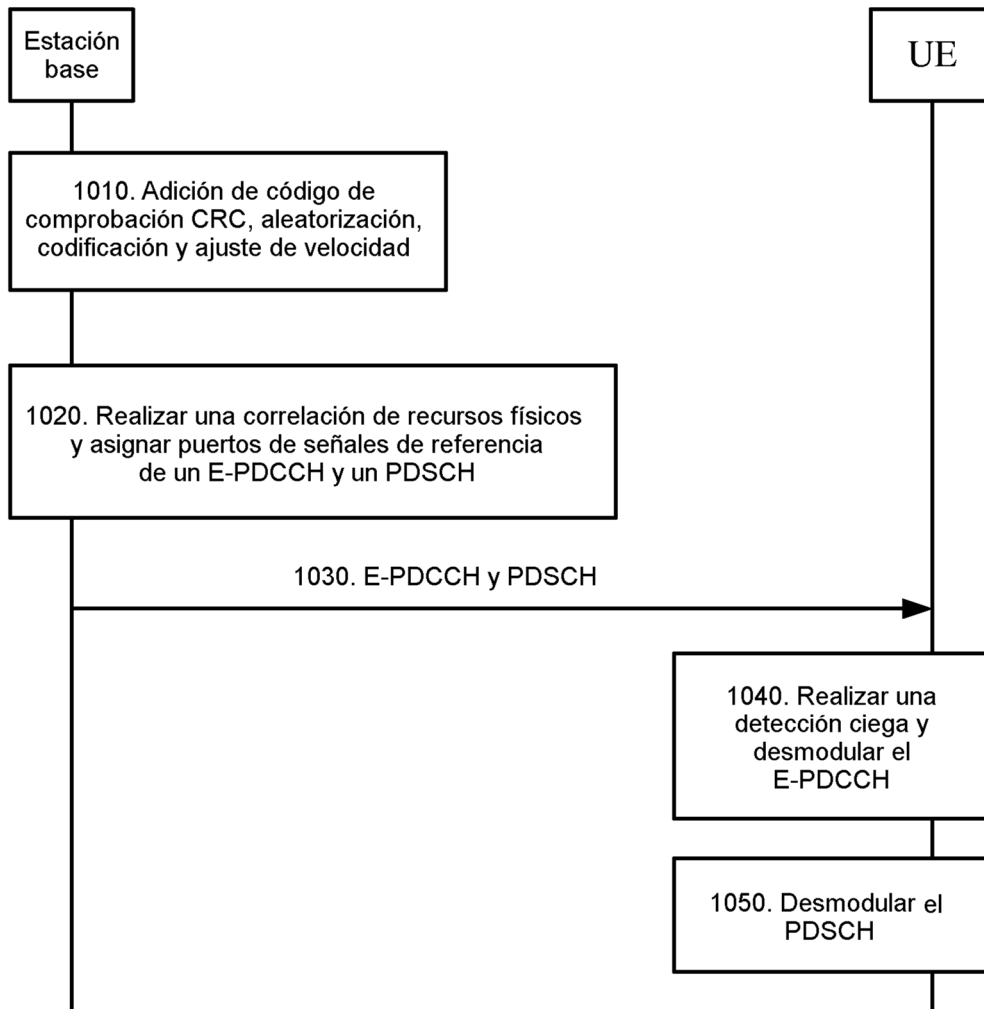 Estación
base
UE
1010. Adición de código de
comprobación CRC, aleatorización,
codificación y ajuste de velocidad
1020. Realizar una correlación de recursos físicos
y asignar puertos de señales de referencia
de un E-PDCCH y un PDSCH
1030. E-PDCCH y PDSCH
1040. Realizar una
detección ciega y
desmodular el
E-PDCCH
1050. Desmodular el
PDSCH